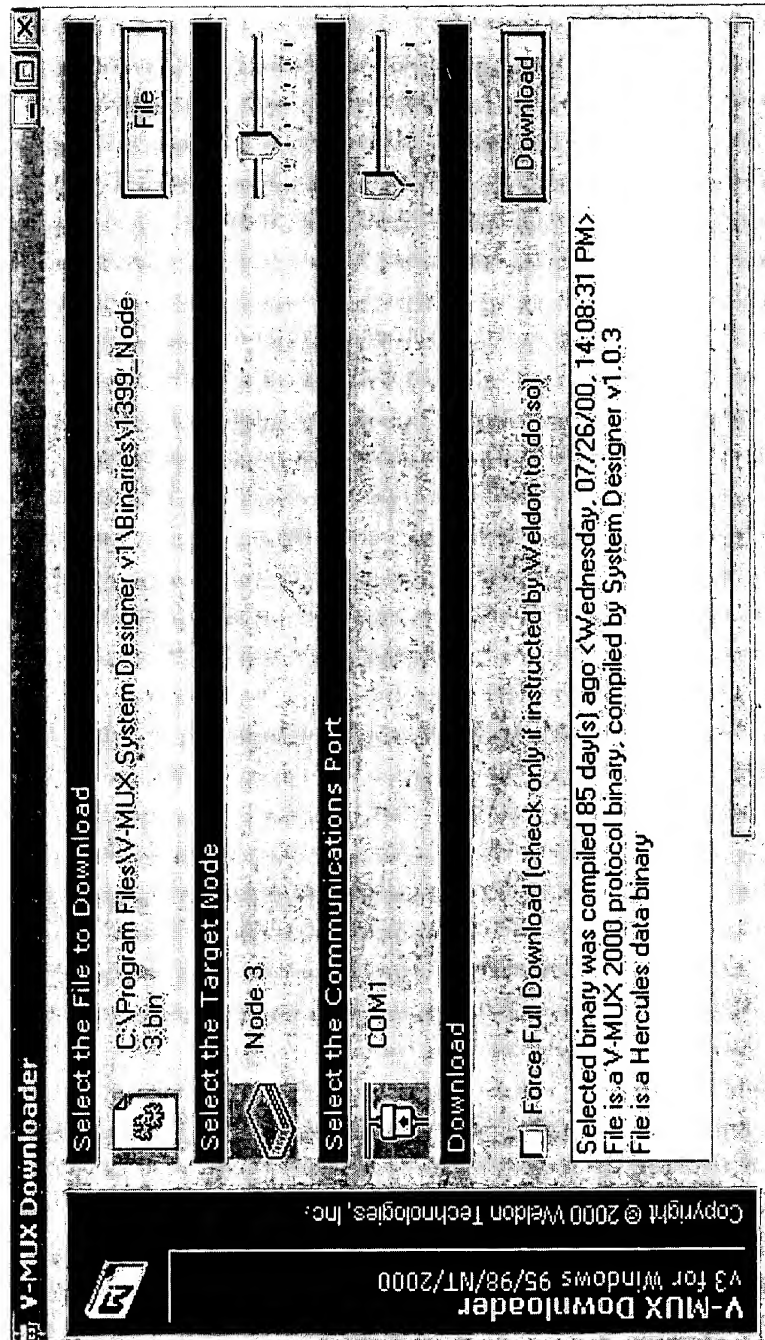 V-MUX Downloader
V-MUX Downloader
v3 for Windows 95/98/NT/2000
Copyright © 2000 Weldon Technologies, Inc.
Select the File to Download
C:\Program Files\V-MUX System Designer v1\Binaries\1399_Node
3.bin
File
Select the Target Node
Node 3
Select the Communications Port
COM1
Download
Force Full Download (check only if instructed by Weldon to do so)
Download
Selected binary was compiled 85 day(s) ago <Wednesday, 07/26/00, 14:08:31 PM>
File is a V-MUX 2000 protocol binary, compiled by System Designer v1.0.3
File is a Hercules data binary